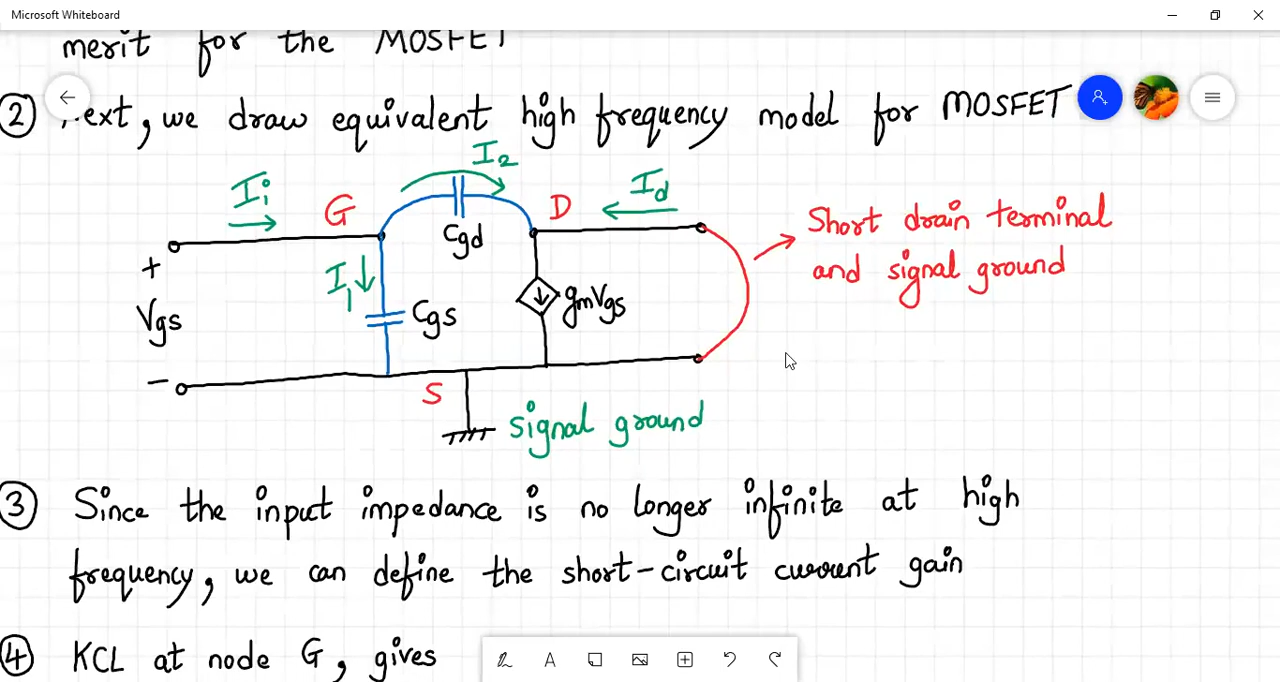 Microsoft Whiteboard
merit for the MOSFET
② Next, we draw equivalent high frequency model for MOSFET
I2
Ii
G
D
Id
Cgd
Short drain terminal
and signal ground
+
I1
Vgs
Cgs
gmVgs
−
S
signal ground
③ Since the input impedance is no longer infinite at high
frequency, we can define the short-circuit current gain
④ KCL at node G, gives
A